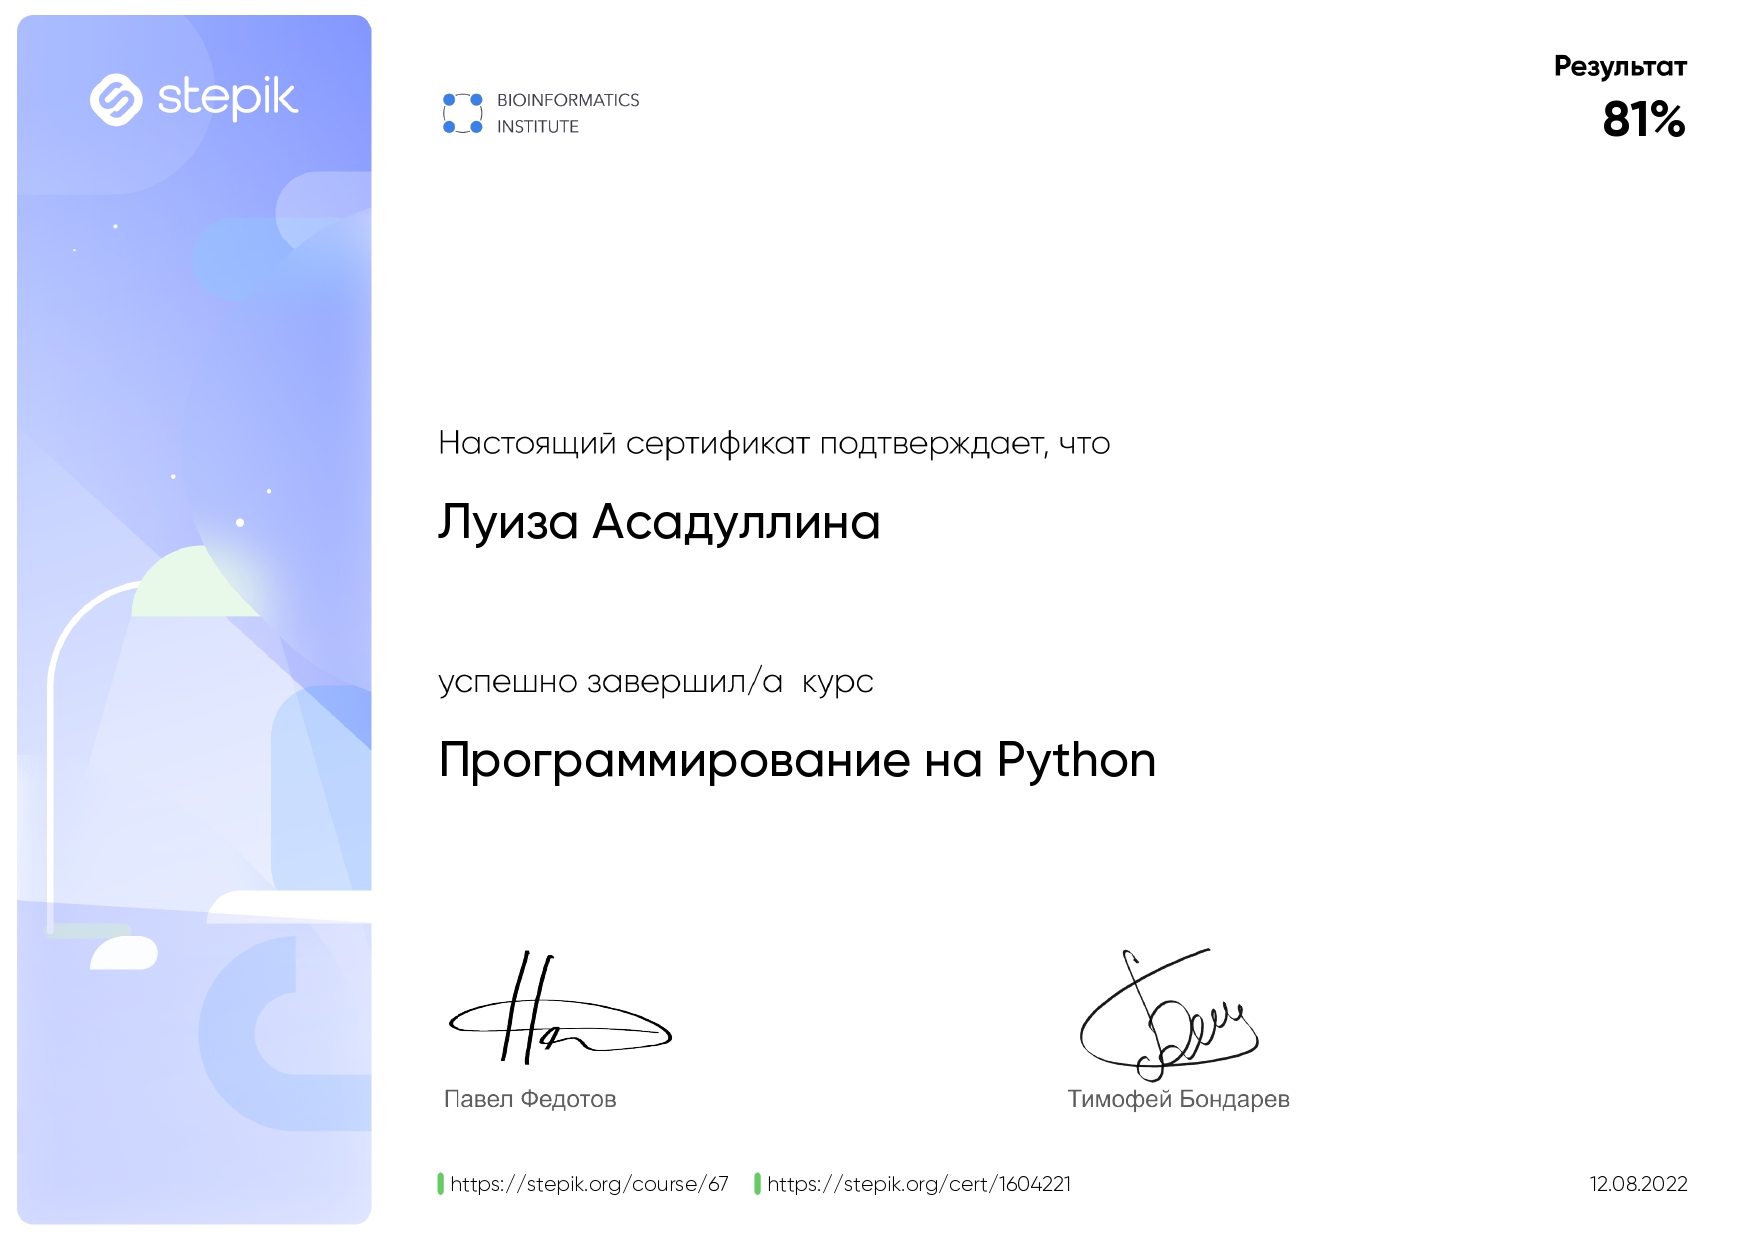 stepik
BIOINFORMATICS
INSTITUTE
Результат
81%
Настоящий сертификат подтверждает, что
Луиза Асадуллина
успешно завершил/а курс
Программирование на Python
Павел Федотов
Тимофей Бондарев
https://stepik.org/course/67
https://stepik.org/cert/1604221
12.08.2022